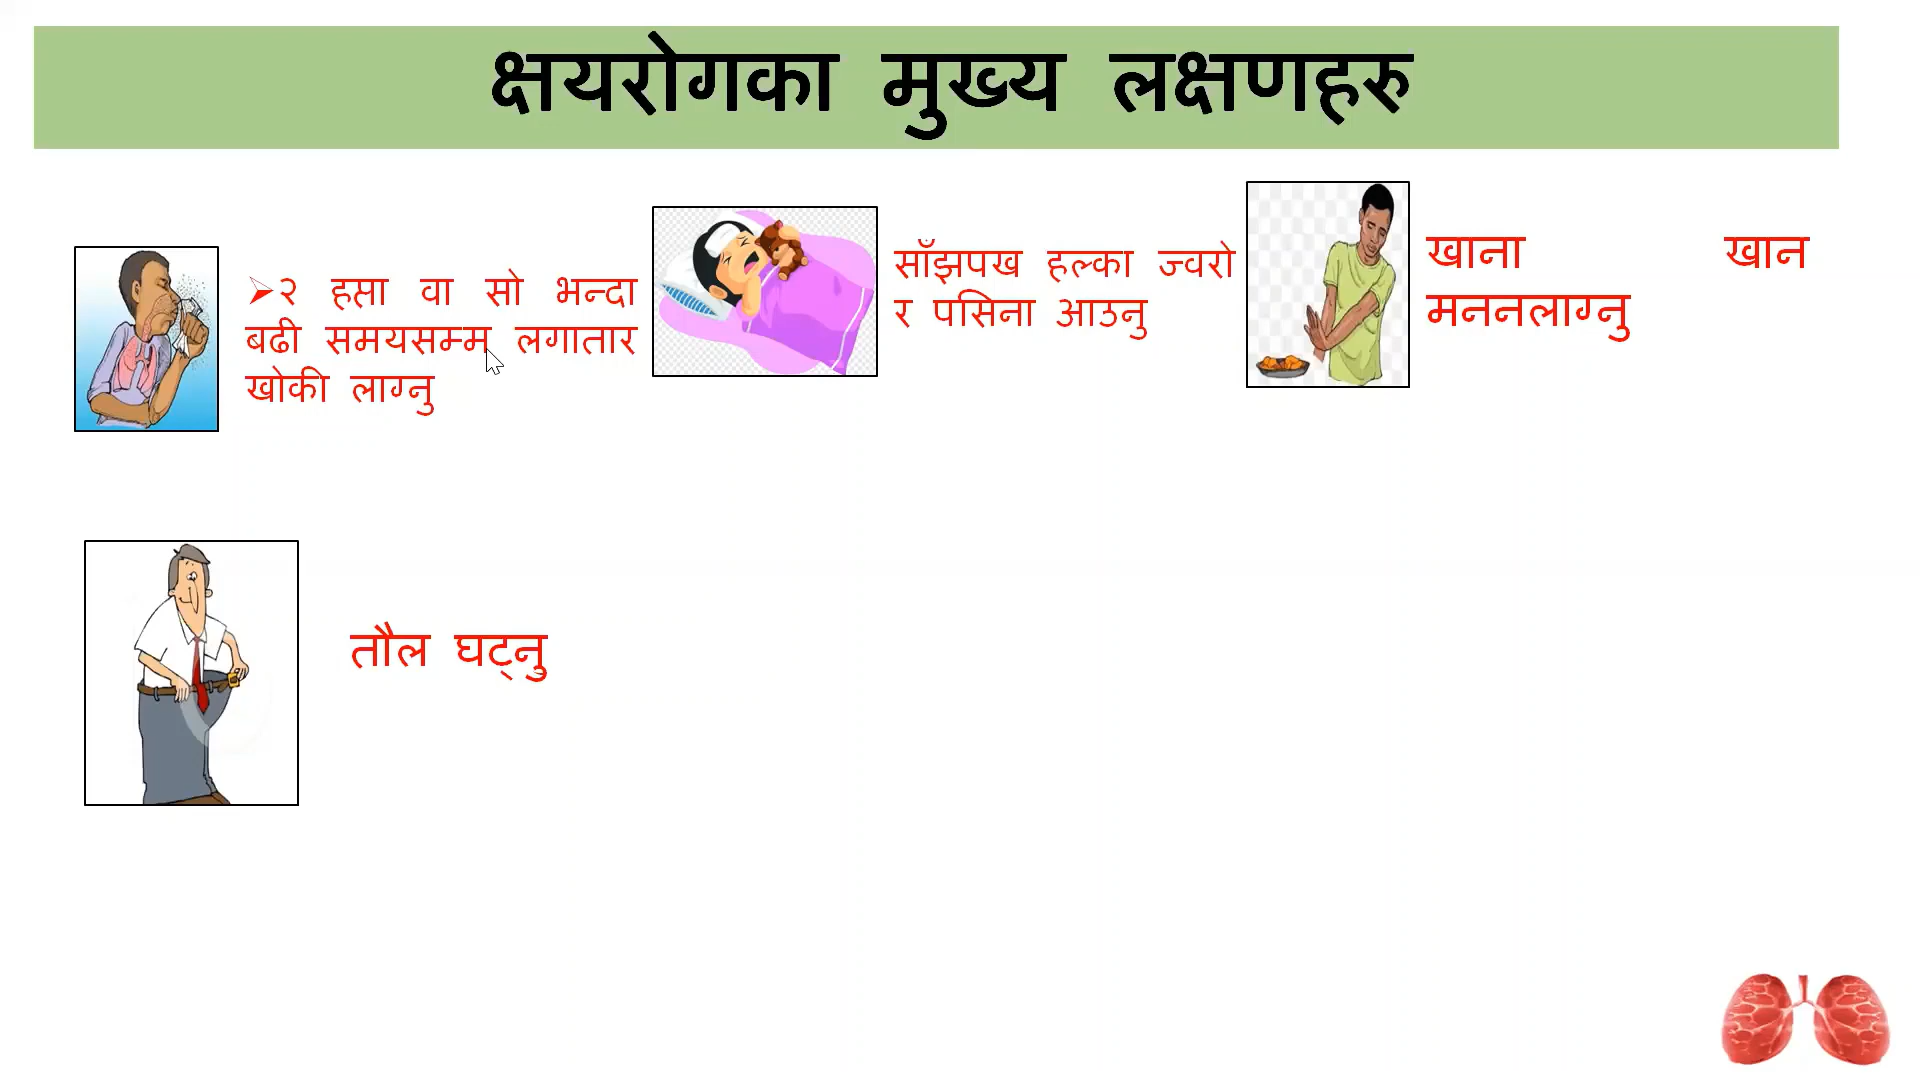 क्षयरोगका मुख्य लक्षणहरु
➢२ हप्ता वा सो भन्दा
बढी समयसम्म लगातार
खोकी लाग्नु
साँझपख हल्का ज्वरो
र पसिना आउनु
खाना खान
मननलाग्नु
तौल घट्नु